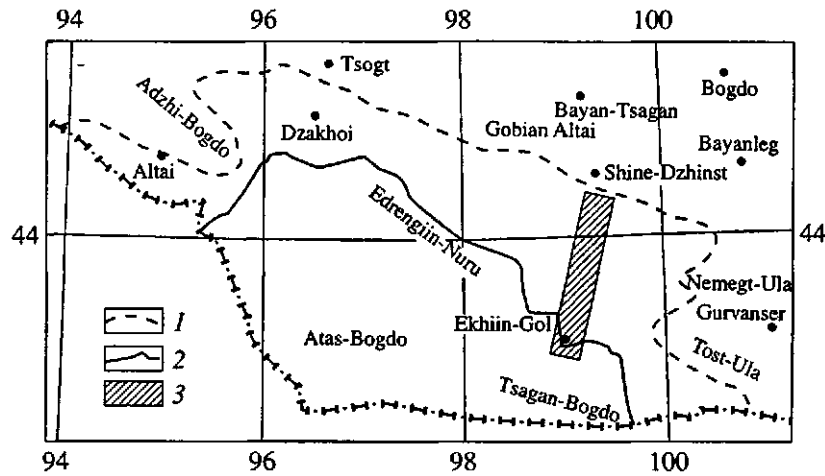 94 96 98 100
Tsogt
Bogdo
Adzhi-Bogdo
Bayan-Tsagan
Dzakhoi
Gobian Altai
Bayanleg
Altai
Shine-Dzhinst
1
44 44
Edrengiin-Nuru
Nemegt-Ula
Gurvanser
1
Ekhiin-Gol
Atas-Bogdo
2
Tost-Ula
3
Tsagan-Bogdo
94 96 98 100